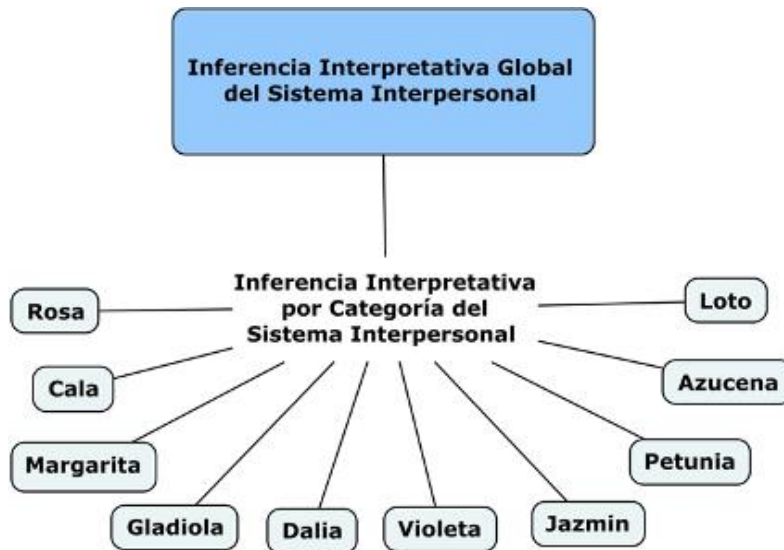 Inferencia Interpretativa Global
del Sistema Interpersonal
Inferencia Interpretativa
por Categoría del
Sistema Interpersonal
Rosa
Loto
Cala
Azucena
Margarita
Petunia
Gladiola
Dalia
Violeta
Jazmin